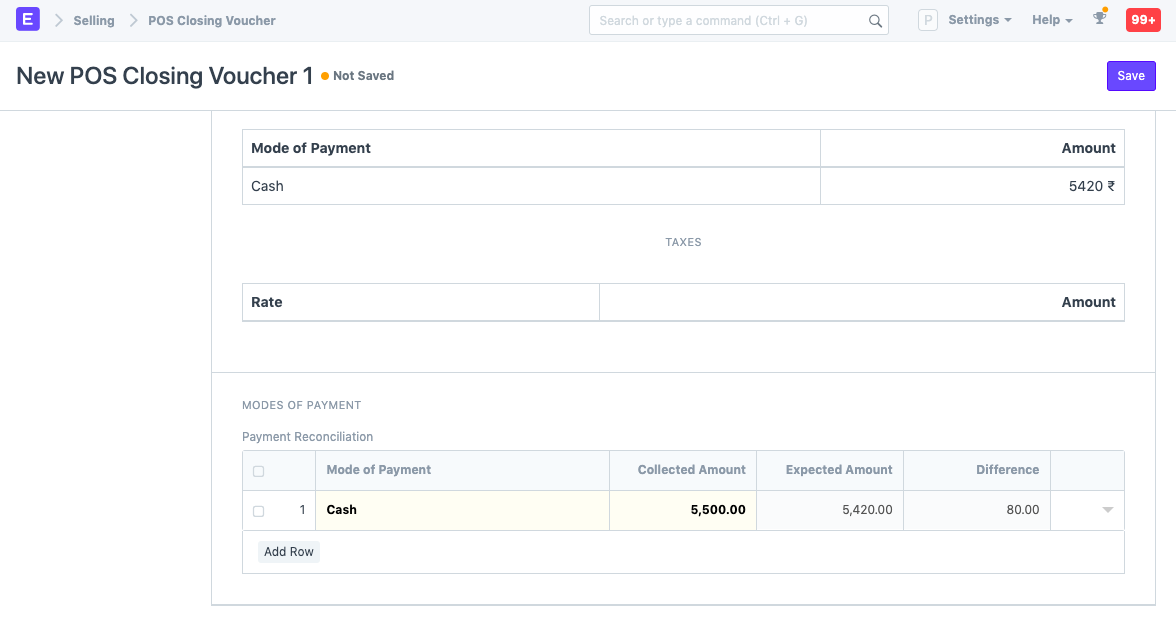 E Selling POS Closing Voucher Search or type a command (Ctrl + G) P Settings Help 99+
New POS Closing Voucher 1 Not Saved Save
Mode of Payment Amount
Cash 5420 ₹
TAXES
Rate Amount
MODES OF PAYMENT
Payment Reconciliation
Mode of Payment Collected Amount Expected Amount Difference
1 Cash 5,500.00 5,420.00 80.00
Add Row